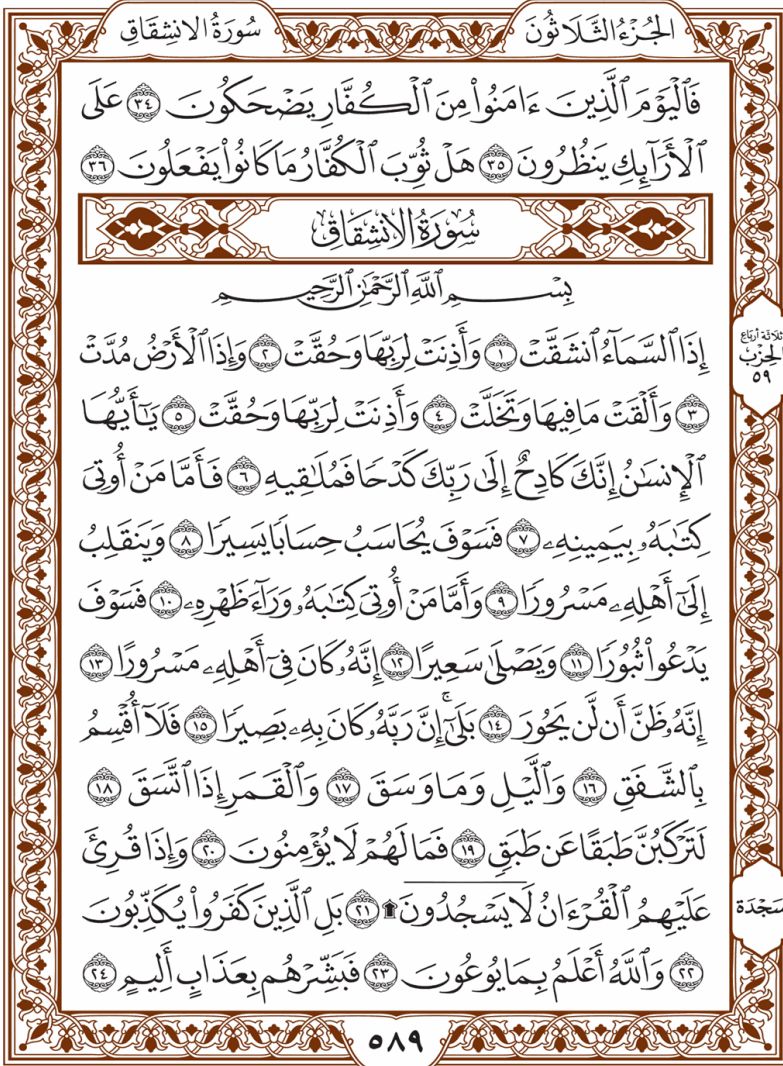 الجُزْءُ الثَّلَاثُونَ
سُورَةُ الانشِقَاقِ
فَٱلْيَوْمَ ٱلَّذِينَ ءَامَنُواْ مِنَ ٱلْكُفَّارِ يَضْحَكُونَ ٣٤ عَلَى
ٱلْأَرَآئِكِ يَنظُرُونَ ٣٥ هَلْ ثُوِّبَ ٱلْكُفَّارُ مَا كَانُواْ يَفْعَلُونَ ٣٦
سُورَةُ الانشِقَاقِ
بِسْمِ ٱللَّهِ ٱلرَّحْمَٰنِ ٱلرَّحِيمِ
إِذَا ٱلسَّمَآءُ ٱنشَقَّتْ ١ وَأَذِنَتْ لِرَبِّهَا وَحُقَّتْ ٢ وَإِذَا ٱلْأَرْضُ مُدَّتْ
٣ وَأَلْقَتْ مَا فِيهَا وَتَخَلَّتْ ٤ وَأَذِنَتْ لِرَبِّهَا وَحُقَّتْ ٥ يَٰٓأَيُّهَا
ٱلْإِنسَٰنُ إِنَّكَ كَادِحٌ إِلَىٰ رَبِّكَ كَدْحًا فَمُلَٰقِيهِ ٦ فَأَمَّا مَنْ أُوتِيَ
كِتَٰبَهُۥ بِيَمِينِهِۦ ٧ فَسَوْفَ يُحَاسَبُ حِسَابًا يَسِيرًا ٨ وَيَنقَلِبُ
إِلَىٰٓ أَهْلِهِۦ مَسْرُورًا ٩ وَأَمَّا مَنْ أُوتِيَ كِتَٰبَهُۥ وَرَآءَ ظَهْرِهِۦ ١٠ فَسَوْفَ
يَدْعُواْ ثُبُورًا ١١ وَيَصْلَىٰ سَعِيرًا ١٢ إِنَّهُۥ كَانَ فِيٓ أَهْلِهِۦ مَسْرُورًا ١٣
إِنَّهُۥ ظَنَّ أَن لَّن يَحُورَ ١٤ بَلَىٰٓۚ إِنَّ رَبَّهُۥ كَانَ بِهِۦ بَصِيرًا ١٥ فَلَآ أُقْسِمُ
بِٱلشَّفَقِ ١٦ وَٱلَّيْلِ وَمَا وَسَقَ ١٧ وَٱلْقَمَرِ إِذَا ٱتَّسَقَ ١٨
لَتَرْكَبُنَّ طَبَقًا عَن طَبَقٍ ١٩ فَمَا لَهُمْ لَا يُؤْمِنُونَ ٢٠ وَإِذَا قُرِئَ
عَلَيْهِمُ ٱلْقُرْءَانُ لَا يَسْجُدُونَ۩ ٢١ بَلِ ٱلَّذِينَ كَفَرُواْ يُكَذِّبُونَ
٢٢ وَٱللَّهُ أَعْلَمُ بِمَا يُوعُونَ ٢٣ فَبَشِّرْهُم بِعَذَابٍ أَلِيمٍ ٢٤
ثلاثة أرباع
الحِزْب
٥٩
سَجْدَة
٥٨٩